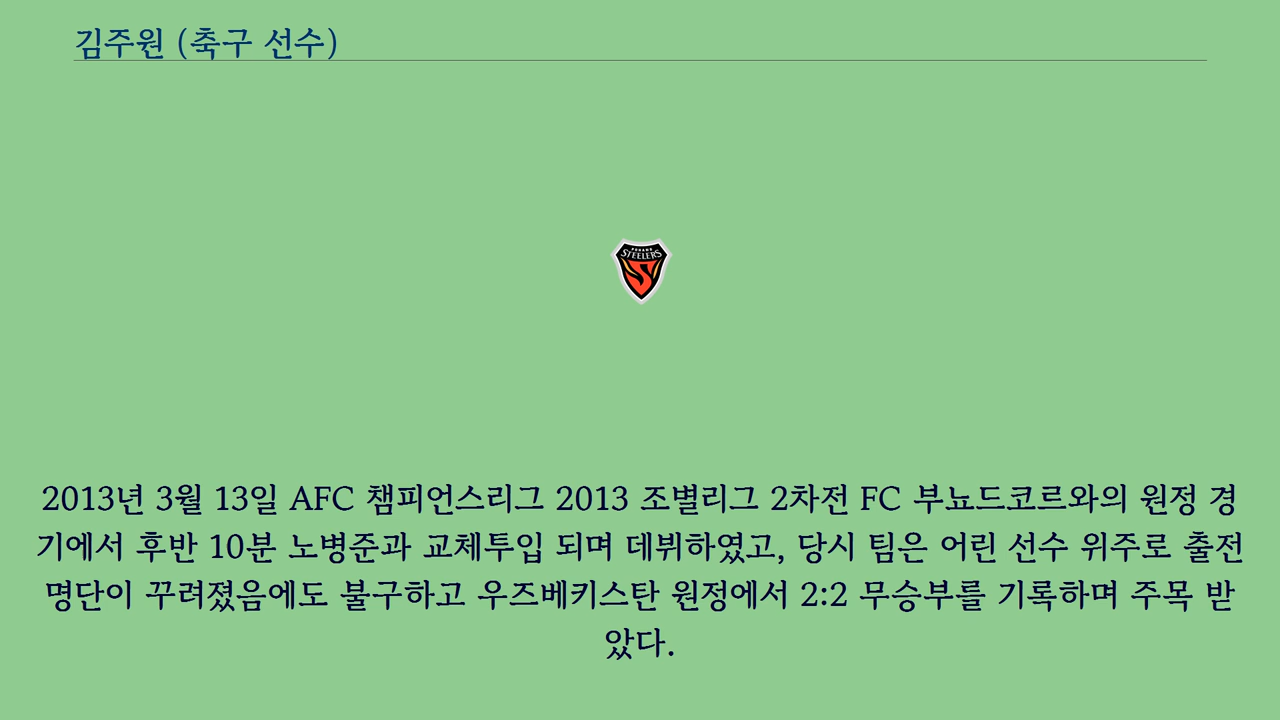 김주원 (축구 선수)
POHANG
STEELERS
2013년 3월 13일 AFC 챔피언스리그 2013 조별리그 2차전 FC 부뇨드코르와의 원정 경
기에서 후반 10분 노병준과 교체투입 되며 데뷔하였고, 당시 팀은 어린 선수 위주로 출전
명단이 꾸려졌음에도 불구하고 우즈베키스탄 원정에서 2:2 무승부를 기록하며 주목 받
았다.